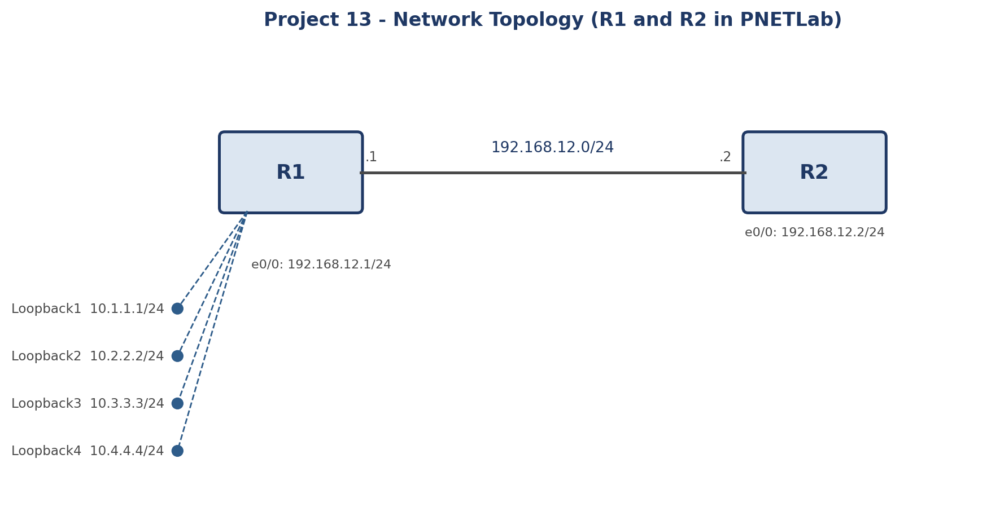 Project 13 - Network Topology (R1 and R2 in PNETLab)
192.168.12.0/24
.1
.2
R1
R2
e0/0: 192.168.12.2/24
e0/0: 192.168.12.1/24
Loopback1  10.1.1.1/24
Loopback2  10.2.2.2/24
Loopback3  10.3.3.3/24
Loopback4  10.4.4.4/24